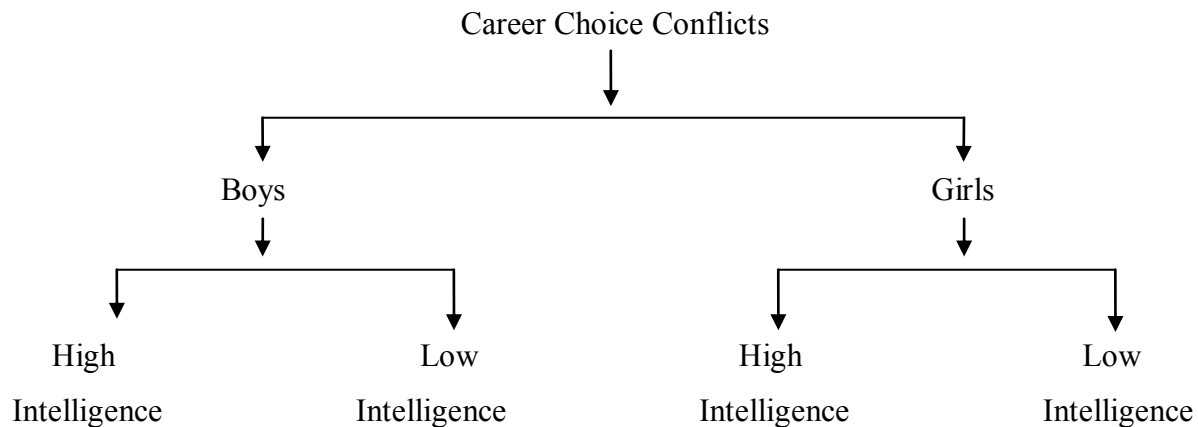 Career Choice Conflicts
Boys
Girls
High
Intelligence
Low
Intelligence
High
Intelligence
Low
Intelligence